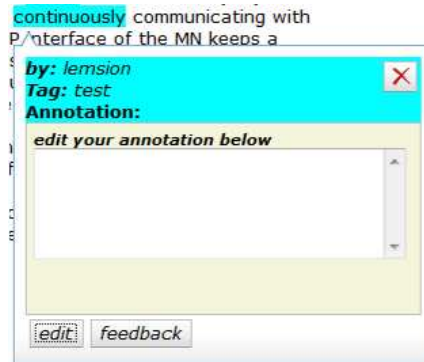 continuously communicating with
P nterface of the MN keeps a
by: lemsion
Tag: test
Annotation:
edit your annotation below
edit feedback